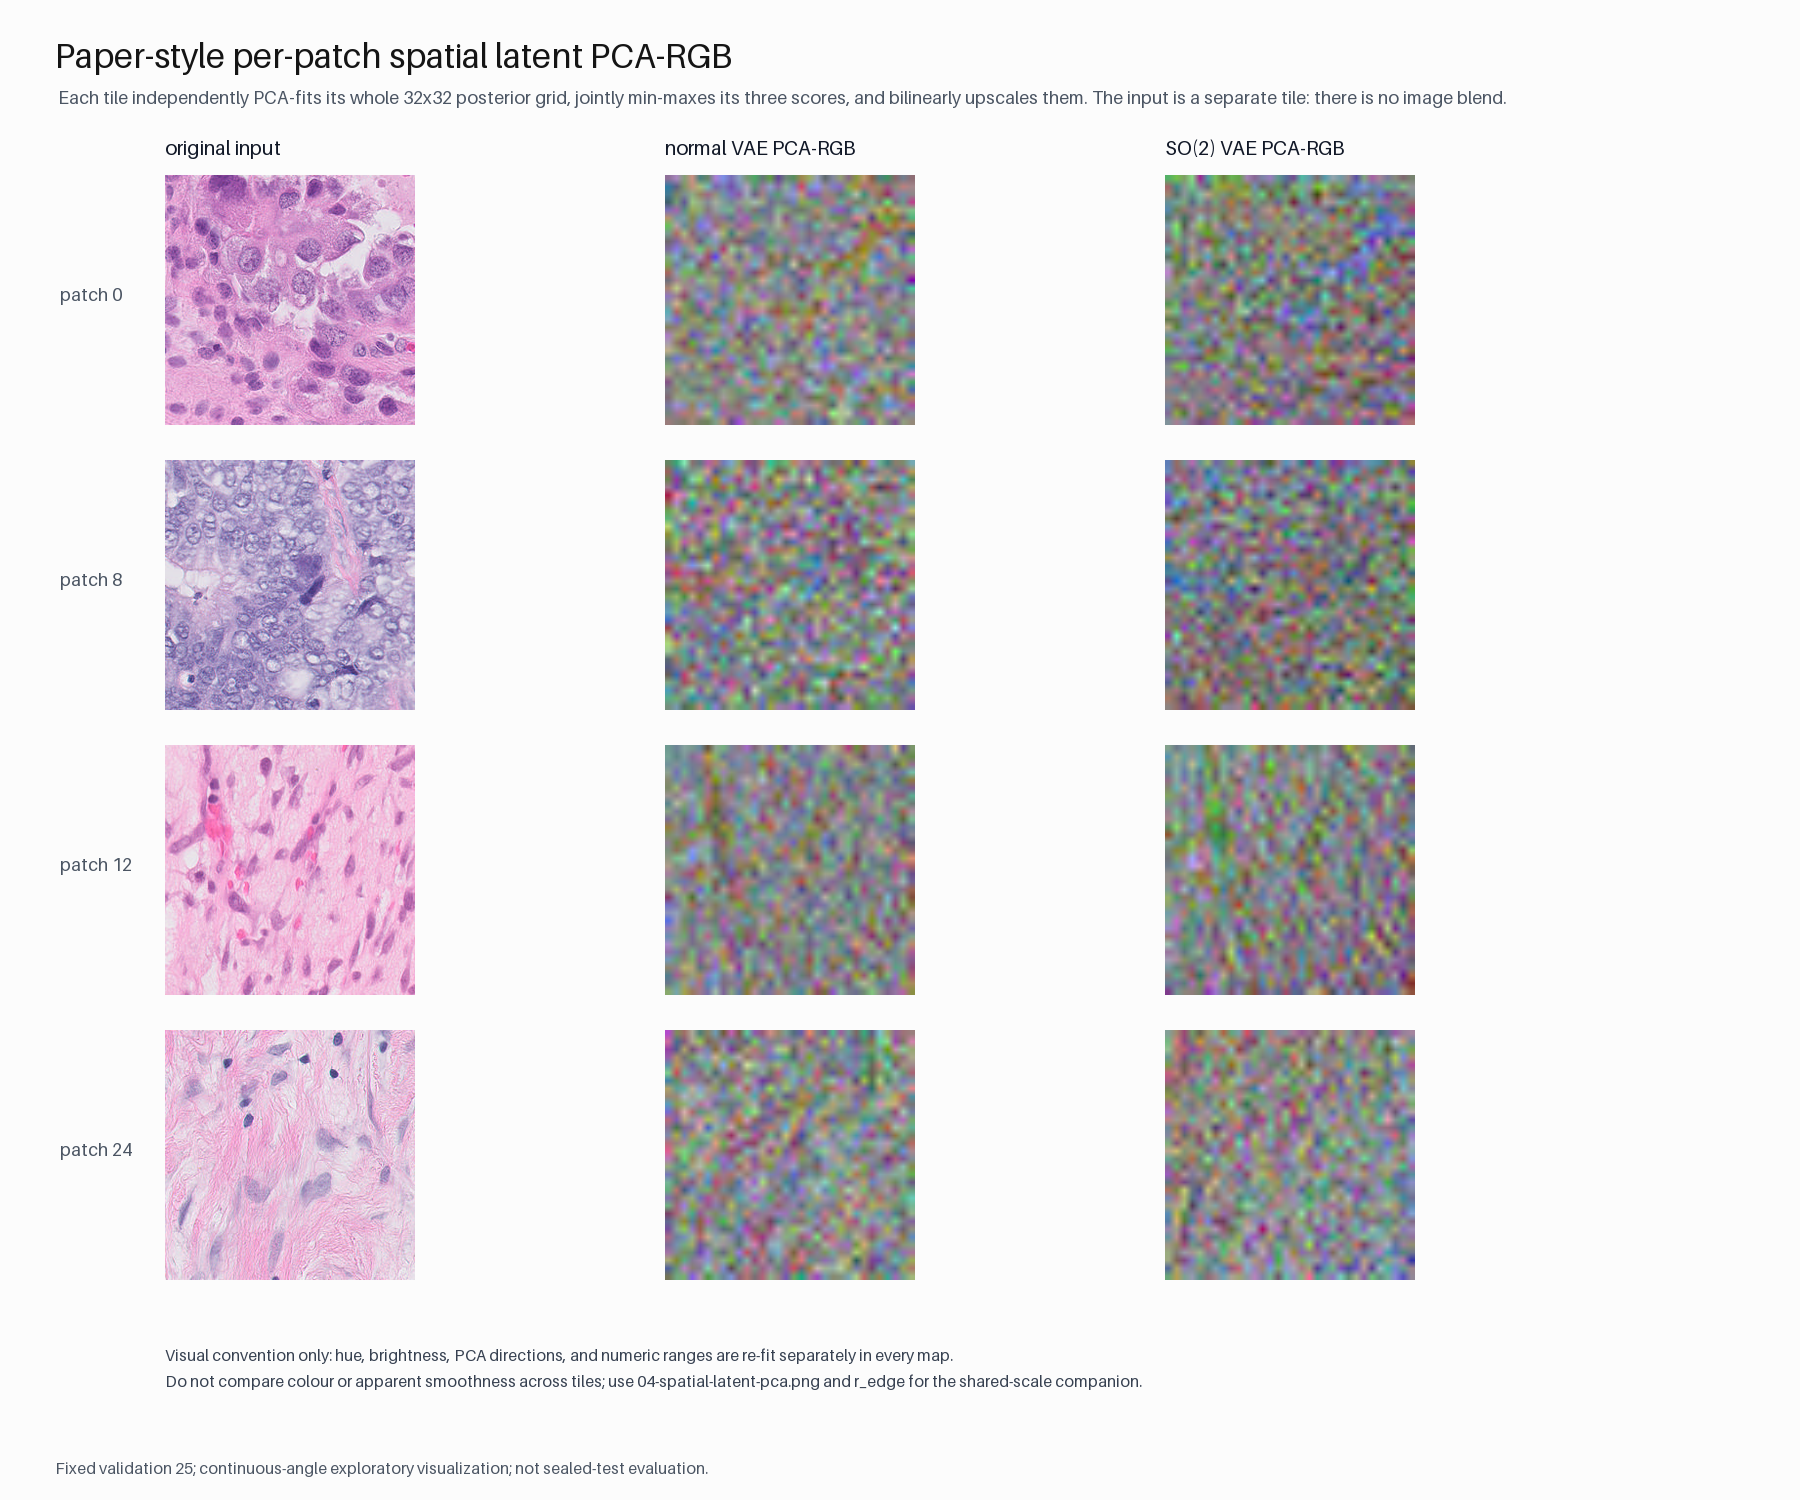 Paper-style per-patch spatial latent PCA-RGB
Each tile independently PCA-fits its whole 32x32 posterior grid, jointly min-maxes its three scores, and bilinearly upscales them. The input is a separate tile: there is no image blend.
original input
normal VAE PCA-RGB
SO(2) VAE PCA-RGB
patch 0
patch 8
patch 12
patch 24
Visual convention only: hue, brightness, PCA directions, and numeric ranges are re-fit separately in every map.
Do not compare colour or apparent smoothness across tiles; use 04-spatial-latent-pca.png and r_edge for the shared-scale companion.
Fixed validation 25; continuous-angle exploratory visualization; not sealed-test evaluation.